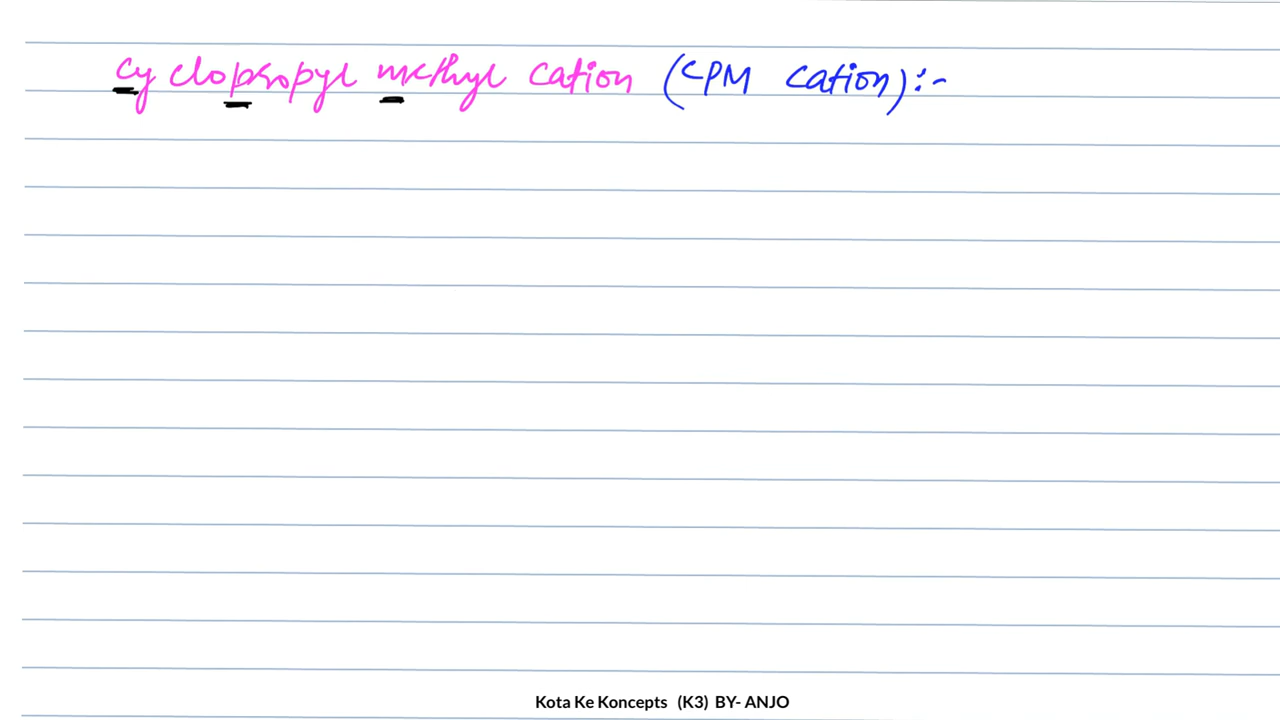 Cyclopropyl methyl cation (CPM cation):-
Kota Ke Koncepts (K3) BY- ANJO